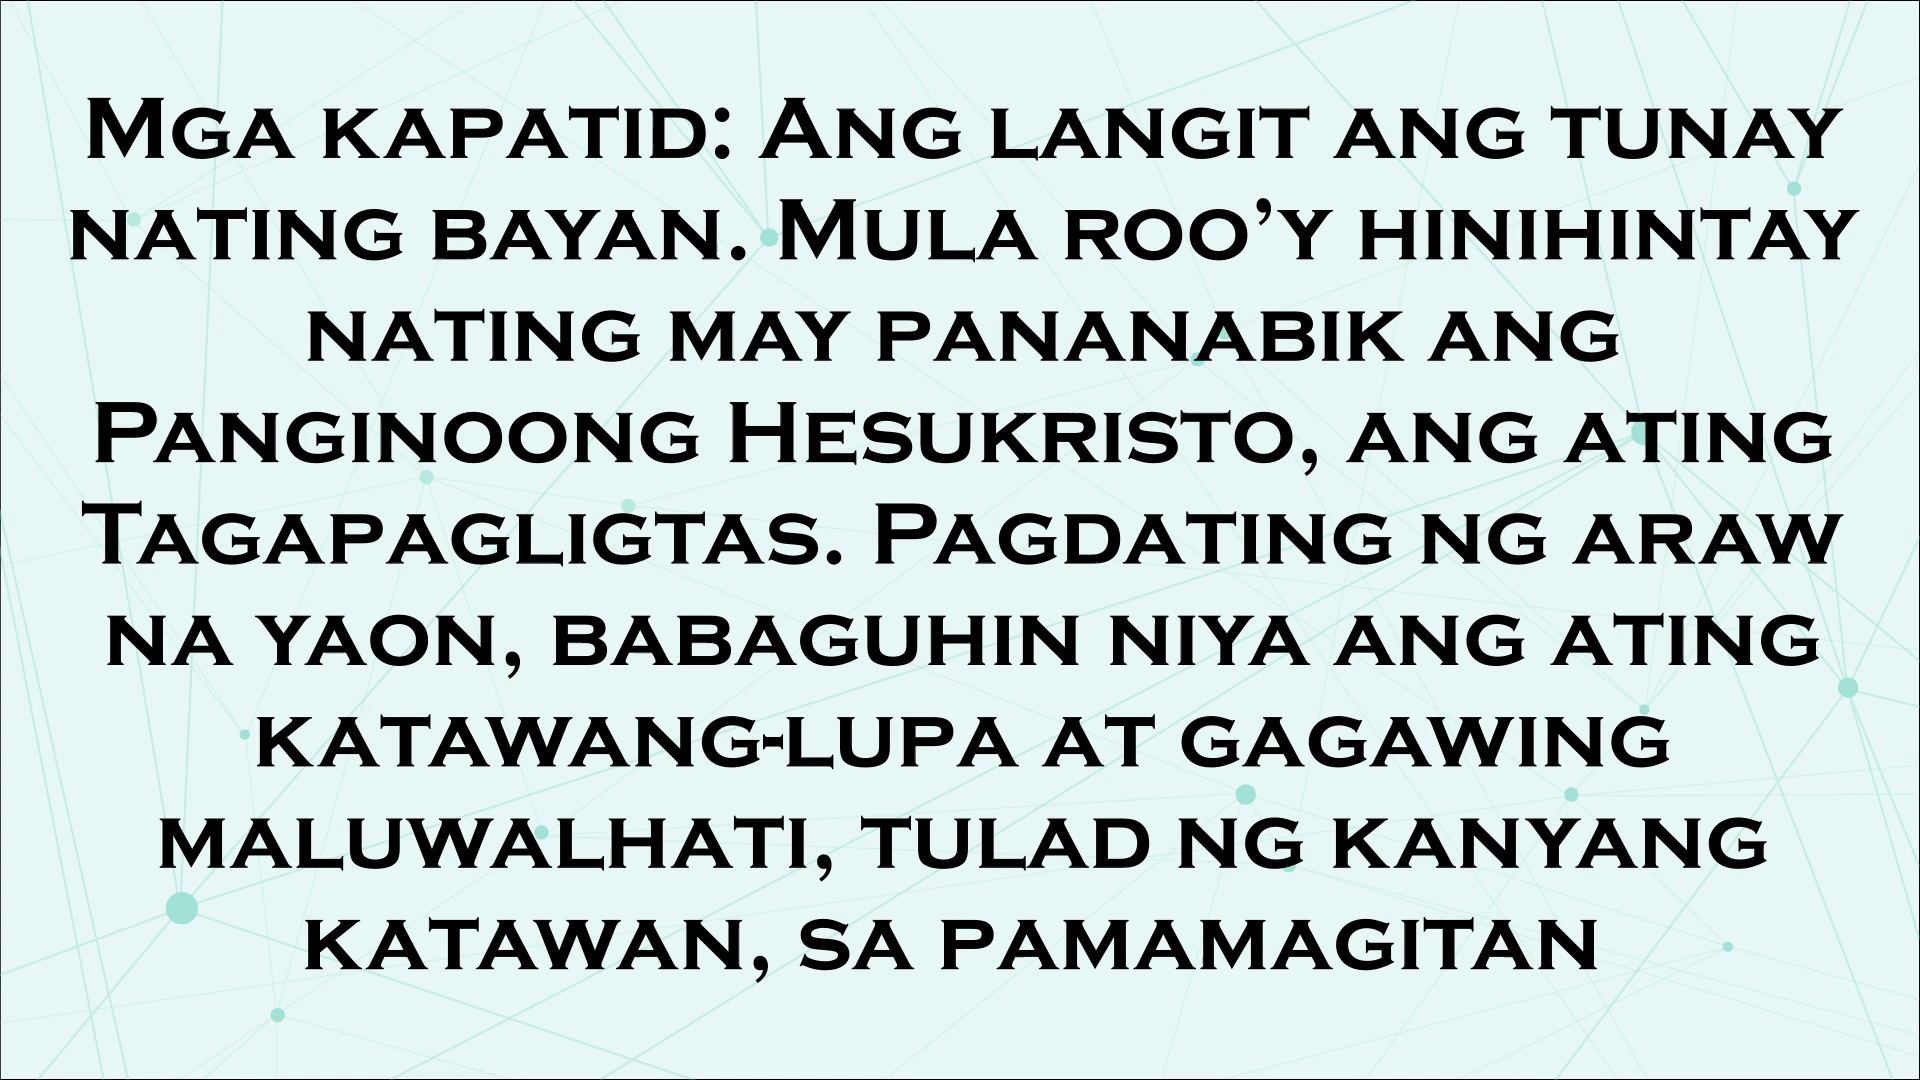 Mga kapatid: Ang langit ang tunay
nating bayan. Mula roo’y hinihintay
nating may pananabik ang
Panginoong Hesukristo, ang ating
Tagapagligtas. Pagdating ng araw
na yaon, babaguhin niya ang ating
katawang-lupa at gagawing
maluwalhati, tulad ng kanyang
katawan, sa pamamagitan